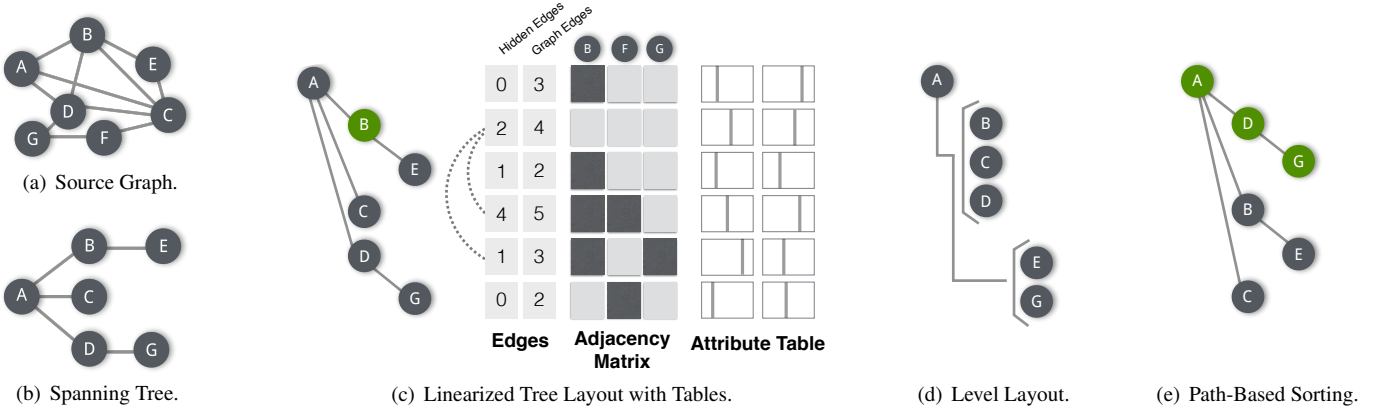 A
B
E
D
C
G
F
(a) Source Graph.
A
B
E
C
D
G
(b) Spanning Tree.
A
B
E
C
D
G
Hidden Edges
Graph Edges
B F G
0 3
2 4
1 2
4 5
1 3
0 2
Edges
Adjacency
Matrix
Attribute Table
(c) Linearized Tree Layout with Tables.
A
B
C
D
E
G
(d) Level Layout.
A
D
G
B
E
C
(e) Path-Based Sorting.